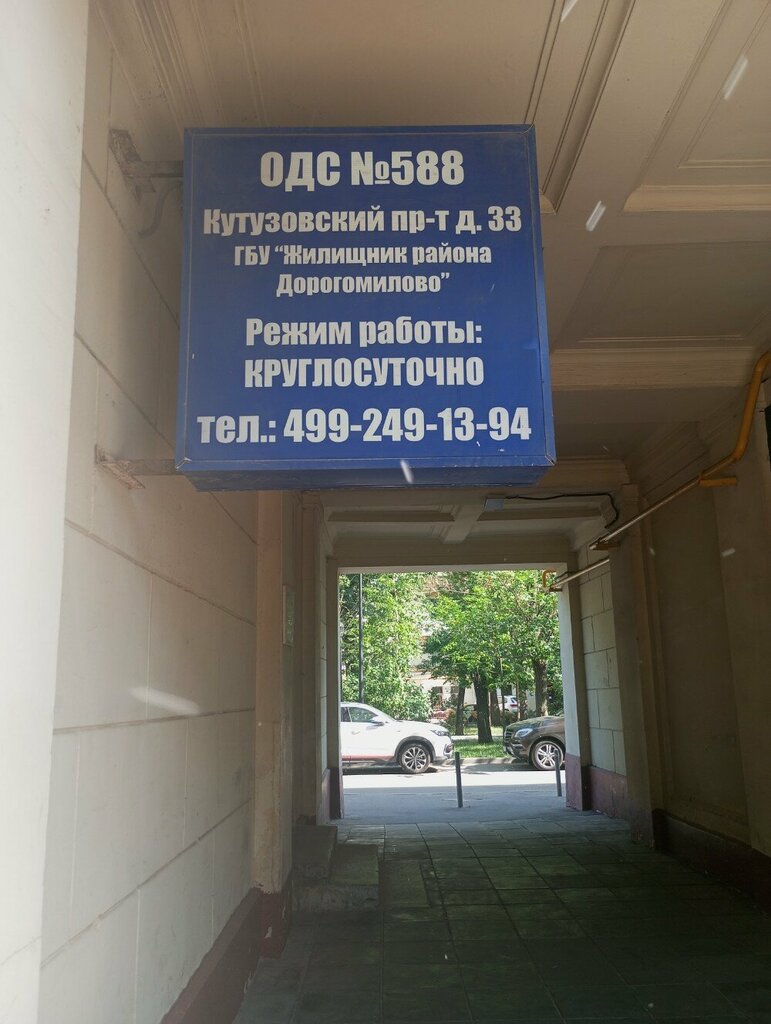 ОДС №588
Кутузовский пр-т д. 33
ГБУ "Жилищник района
Дорогомилово"
Режим работы:
КРУГЛОСУТОЧНО
тел.: 499-249-13-94